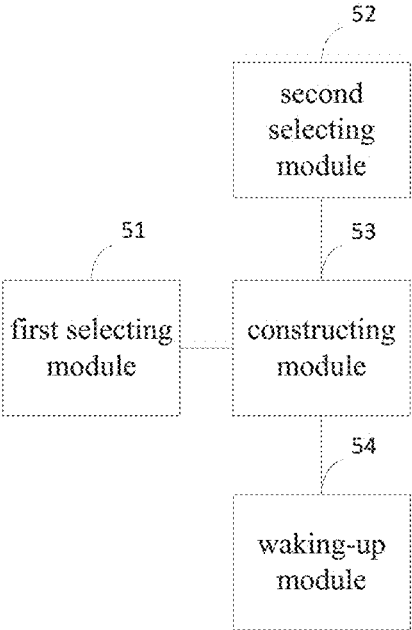 52
second
selecting
module
51
53
first selecting
module
constructing
module
54
waking-up
module